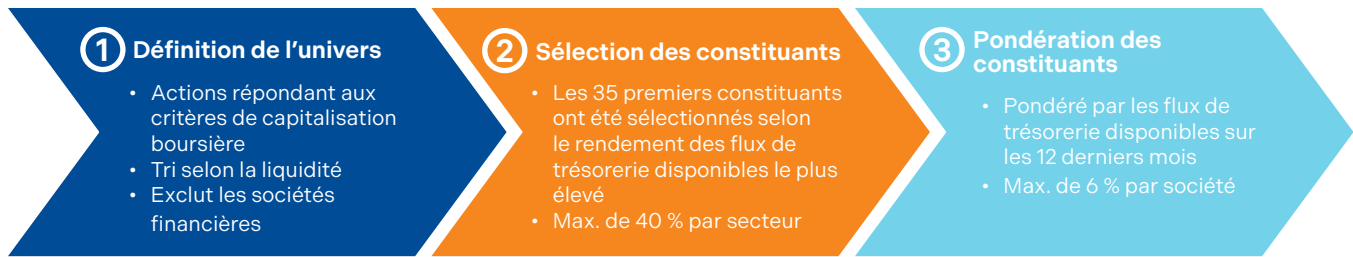 1 Définition de l’univers
• Actions répondant aux
critères de capitalisation
boursière
• Tri selon la liquidité
• Exclut les sociétés
financières
2 Sélection des constituants
• Les 35 premiers constituants
ont été sélectionnés selon
le rendement des flux de
trésorerie disponibles le plus
élevé
• Max. de 40 % par secteur
3 Pondération des
constituants
• Pondéré par les flux de
trésorerie disponibles sur
les 12 derniers mois
• Max. de 6 % par société